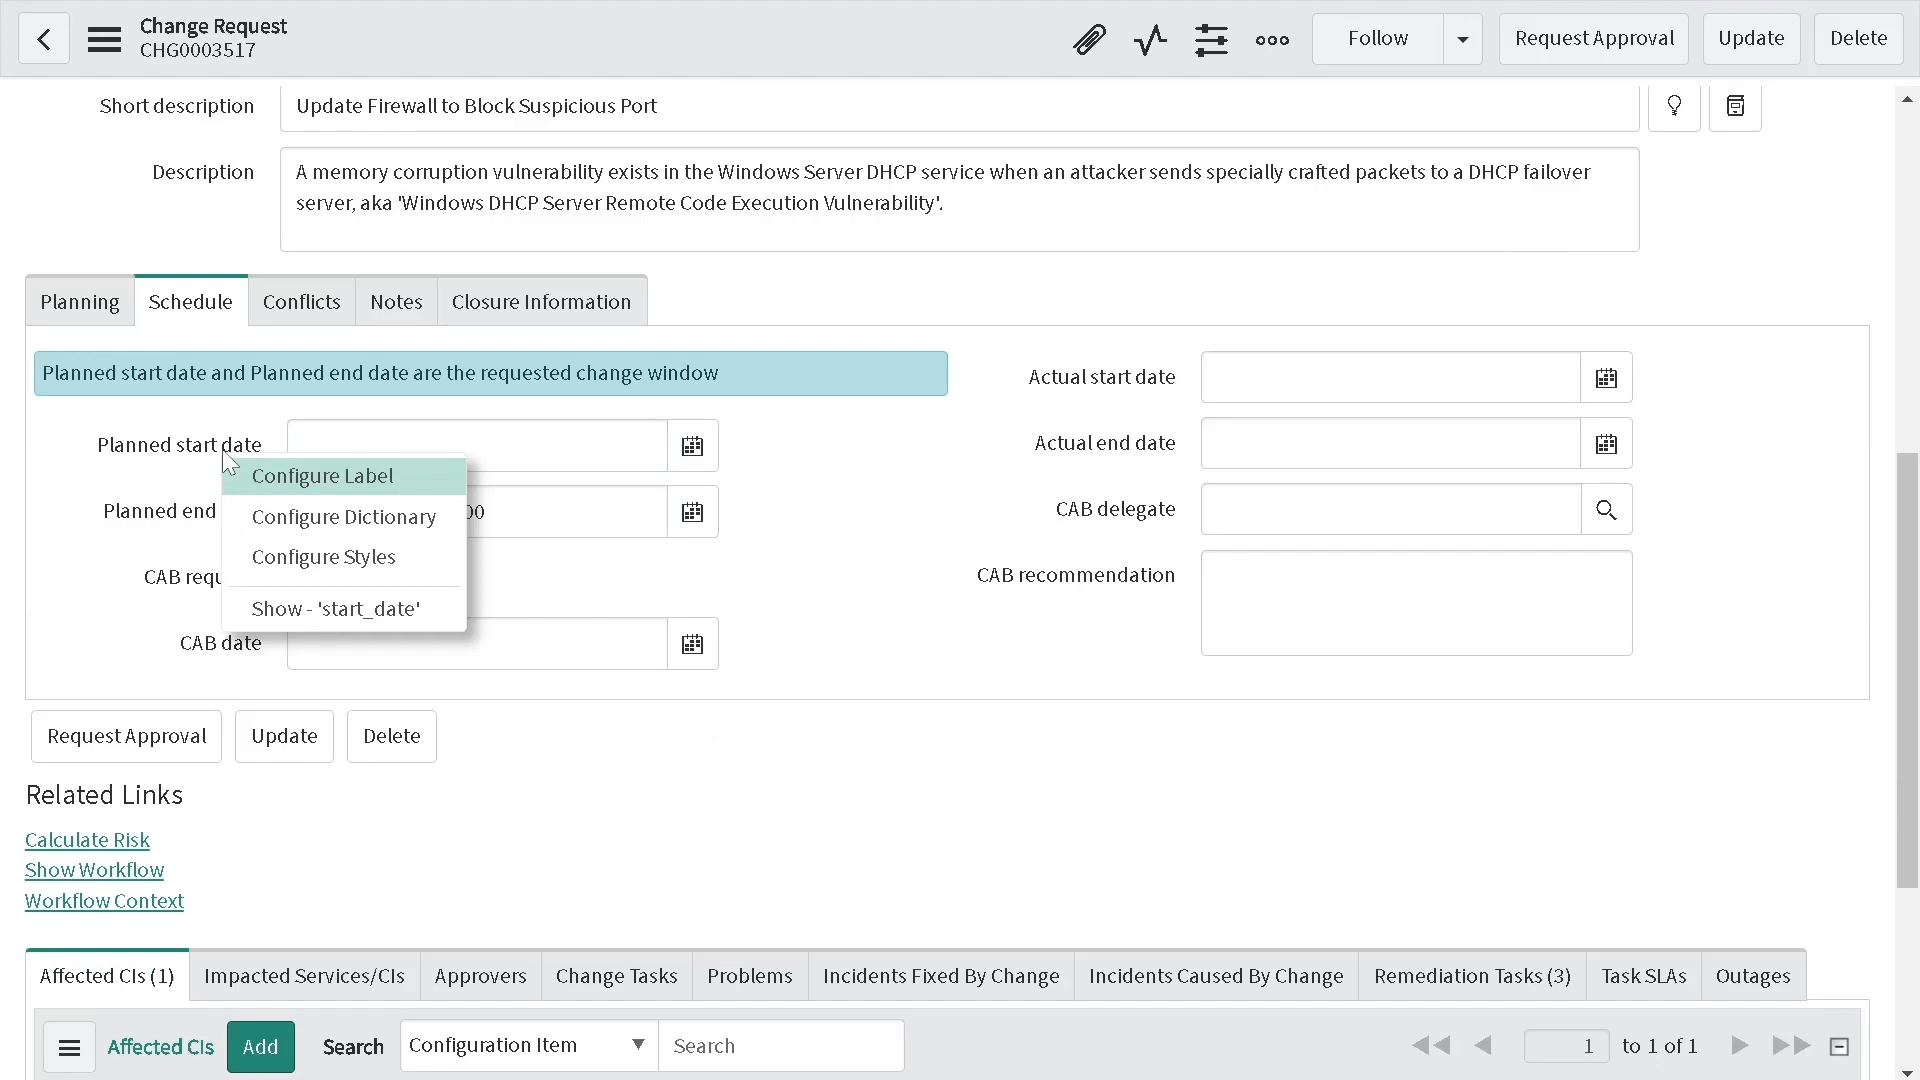 Change Request
CHG0003517
Follow
Request Approval
Update
Delete
Short description
Update Firewall to Block Suspicious Port
Description
A memory corruption vulnerability exists in the Windows Server DHCP service when an attacker sends specially crafted packets to a DHCP failover
server, aka 'Windows DHCP Server Remote Code Execution Vulnerability'.
Planning
Schedule
Conflicts
Notes
Closure Information
Planned start date and Planned end date are the requested change window
Planned start date
Configure Label
Configure Dictionary
Configure Styles
Show - 'start_date'
Planned end
00
CAB requ
CAB date
Actual start date
Actual end date
CAB delegate
CAB recommendation
Request Approval
Update
Delete
Related Links
Calculate Risk
Show Workflow
Workflow Context
Affected CIs (1)
Impacted Services/CIs
Approvers
Change Tasks
Problems
Incidents Fixed By Change
Incidents Caused By Change
Remediation Tasks (3)
Task SLAs
Outages
Affected CIs
Add
Search
Configuration Item
Search
1
to 1 of 1